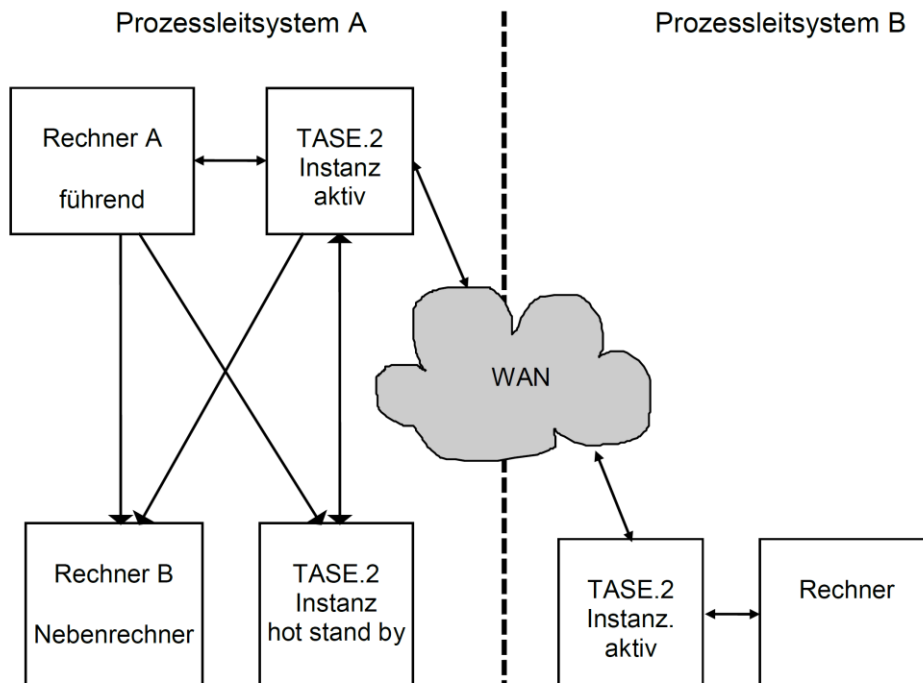 Prozessleitsystem A
Prozessleitsystem B
Rechner A
führend
TASE.2
Instanz
aktiv
WAN
Rechner B
Nebenrechner
TASE.2
Instanz
hot stand by
TASE.2
Instanz.
aktiv
Rechner